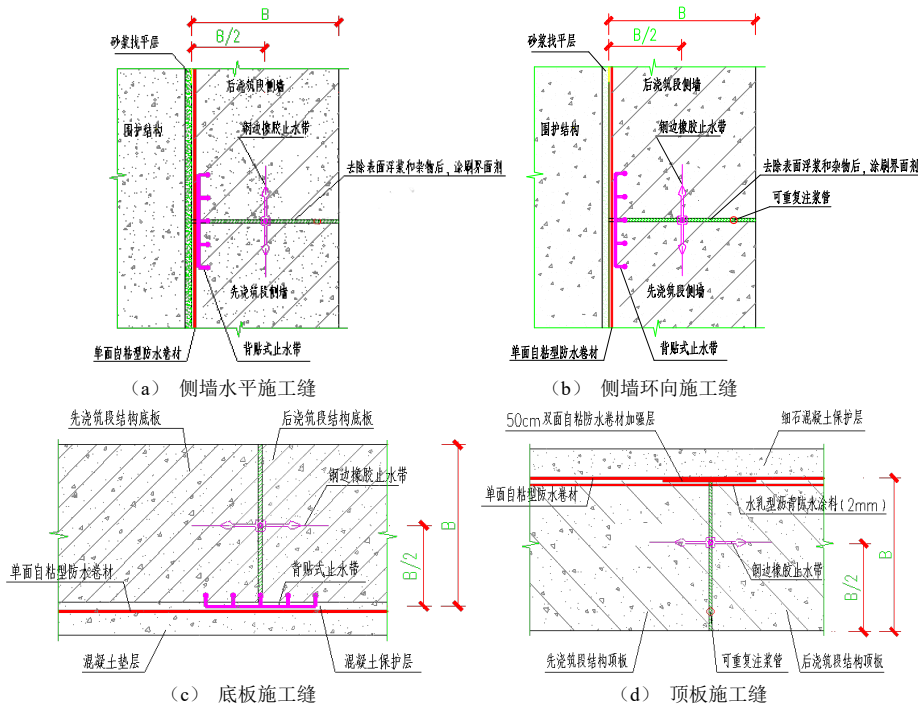 B
B/2
砂浆找平层
后浇筑段侧墙
围护结构
钢边橡胶止水带
去除表面浮浆和杂物后，涂刷界面剂
先浇筑段侧墙
单面自粘型防水卷材
背贴式止水带
(a) 侧墙水平施工缝
B
B/2
砂浆找平层
后浇筑段侧墙
围护结构
钢边橡胶止水带
去除表面浮浆和杂物后，涂刷界面剂
可重复注浆管
先浇筑段侧墙
单面自粘型防水卷材
背贴式止水带
(b) 侧墙环向施工缝
先浇筑段结构底板
后浇筑段结构底板
钢边橡胶止水带
B
B/2
单面自粘型防水卷材
背贴式止水带
混凝土垫层
混凝土保护层
(c) 底板施工缝
50cm双面自粘防水卷材加强层
细石混凝土保护层
单面自粘型防水卷材
水乳型沥青防水涂料(2mm)
B
钢边橡胶止水带
B/2
先浇筑段结构顶板
可重复注浆管
后浇筑段结构顶板
(d) 顶板施工缝